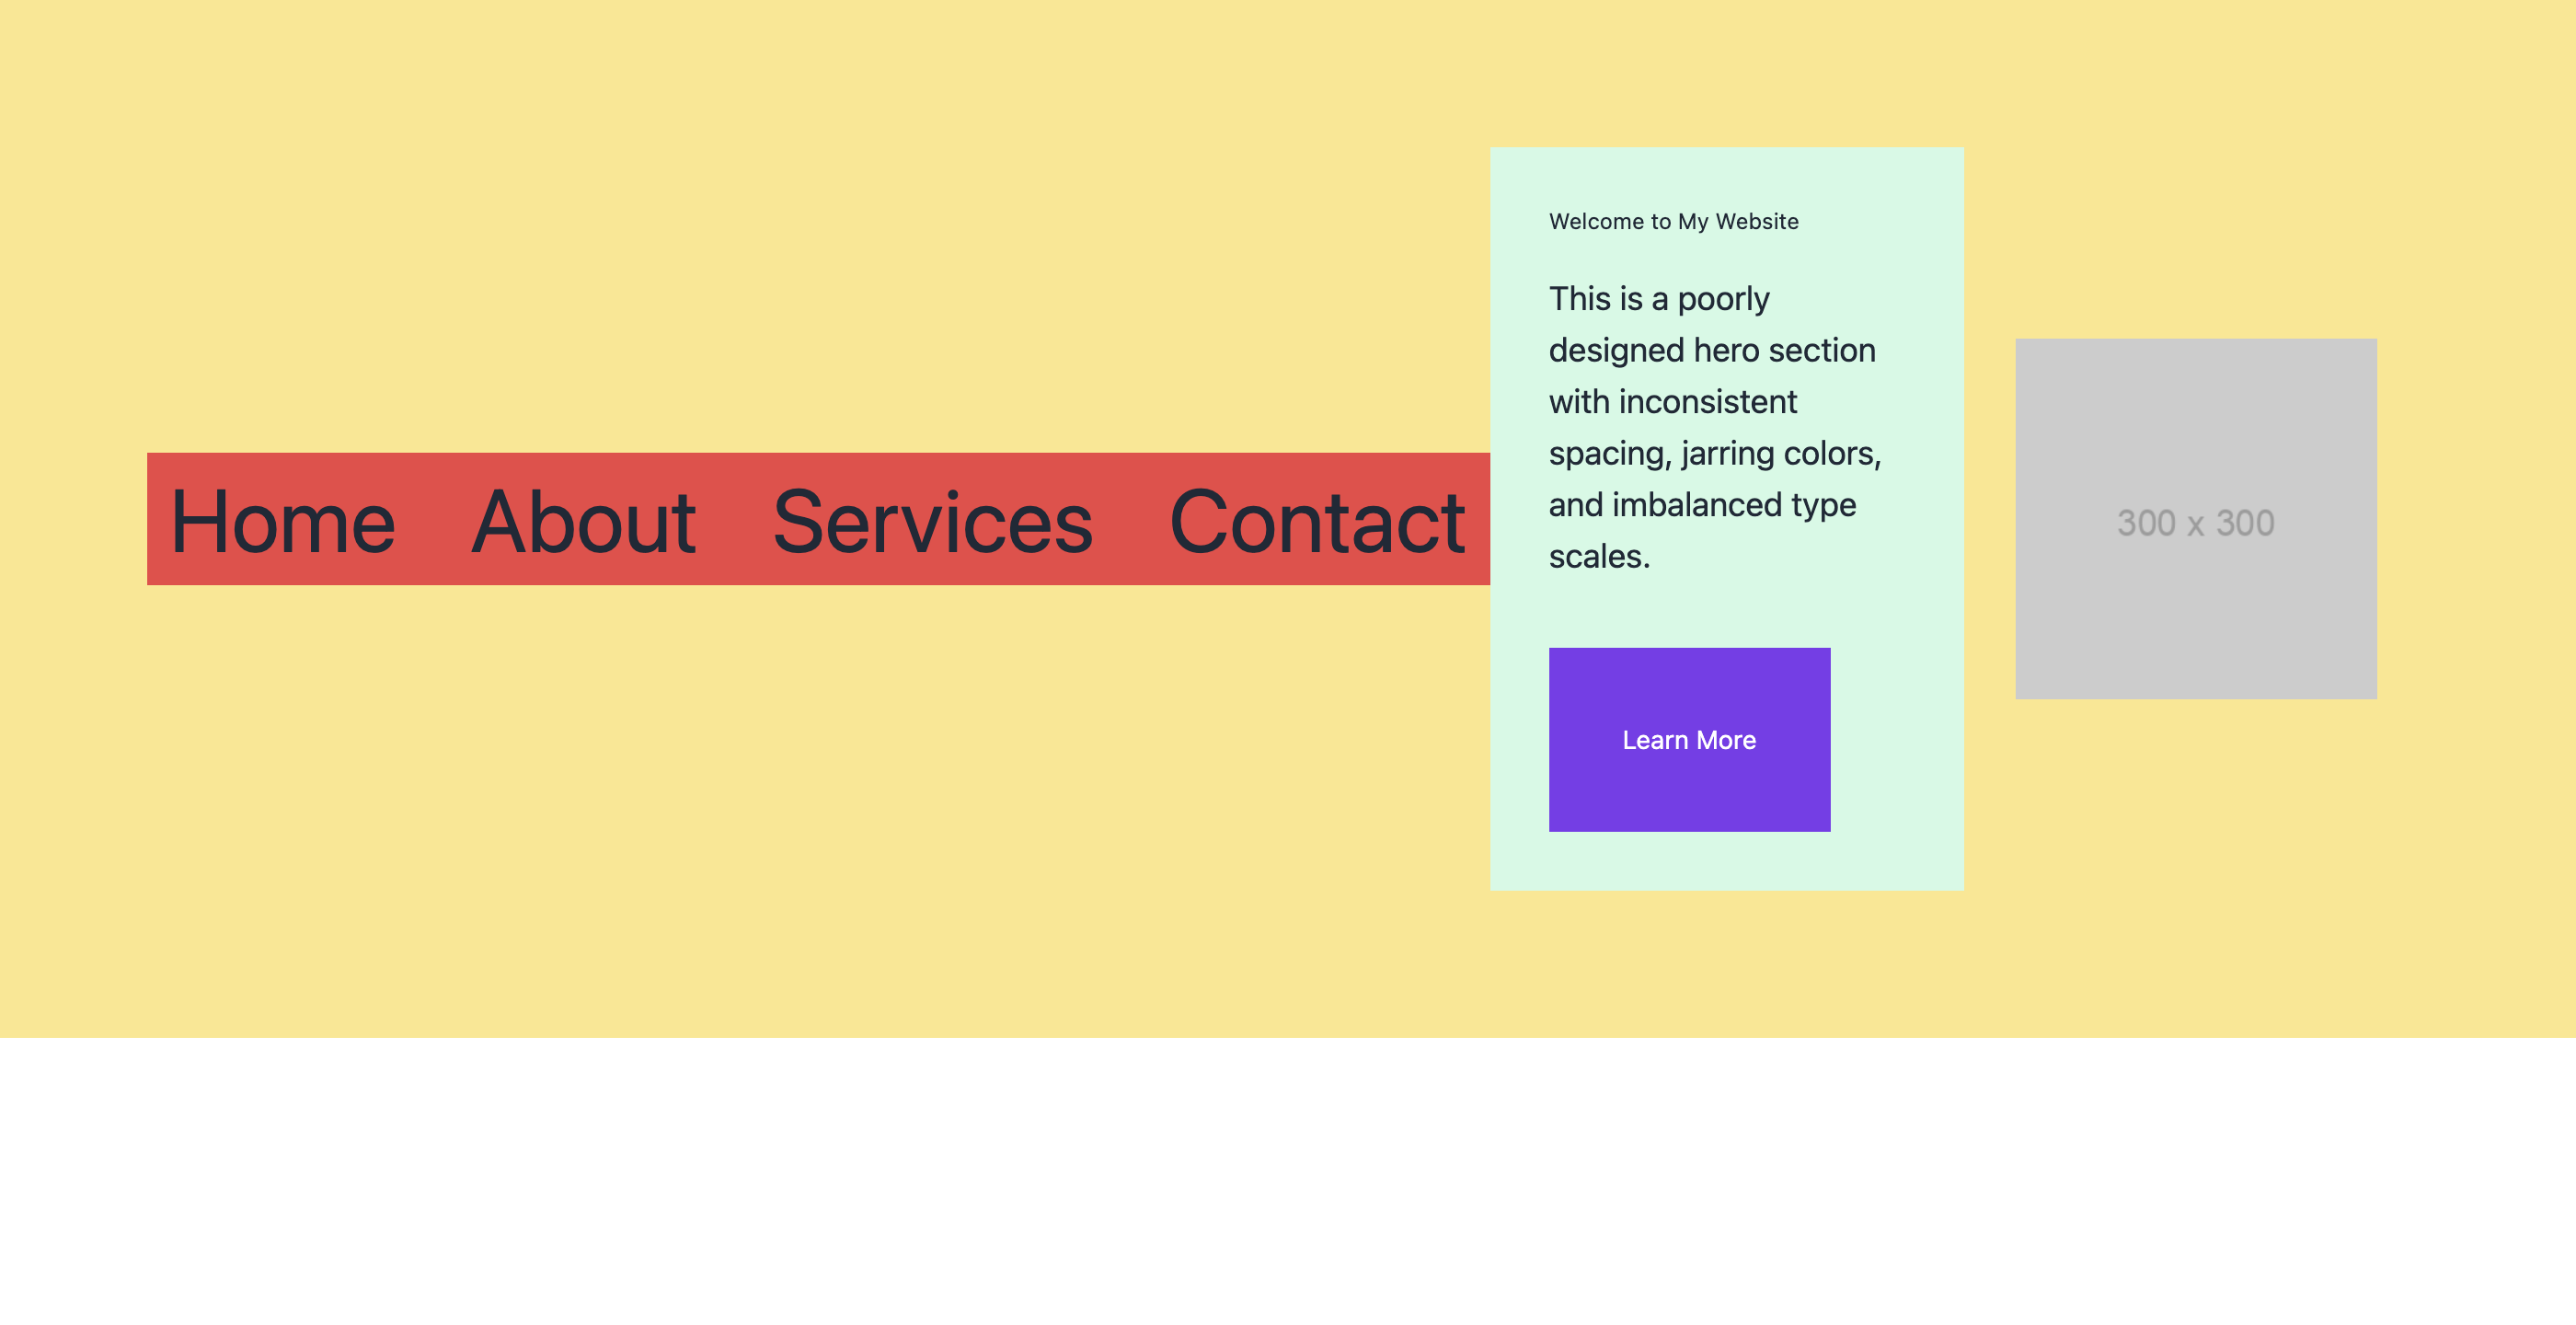 Home About Services Contact
Welcome to My Website
This is a poorly
designed hero section
with inconsistent
spacing, jarring colors,
and imbalanced type
scales.
Learn More
300 x 300